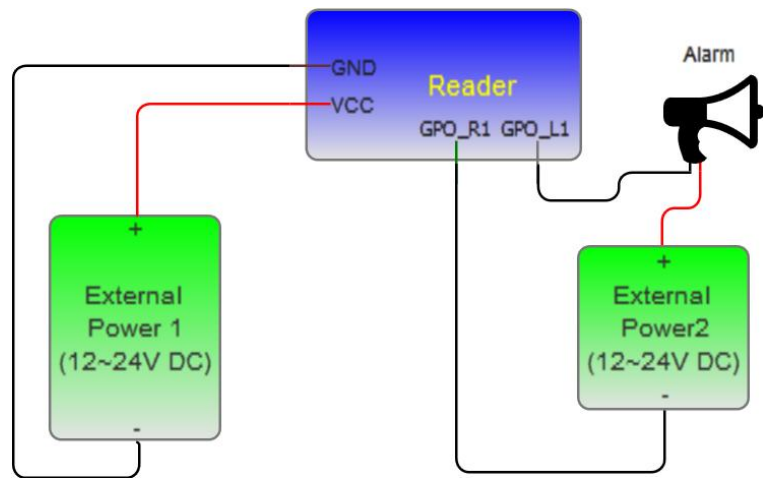 Alarm
GND
Reader
VCC
GPO_R1 GPO_L1
+
External
Power 1
(12~24V DC)
-
+
External
Power2
(12~24V DC)
-